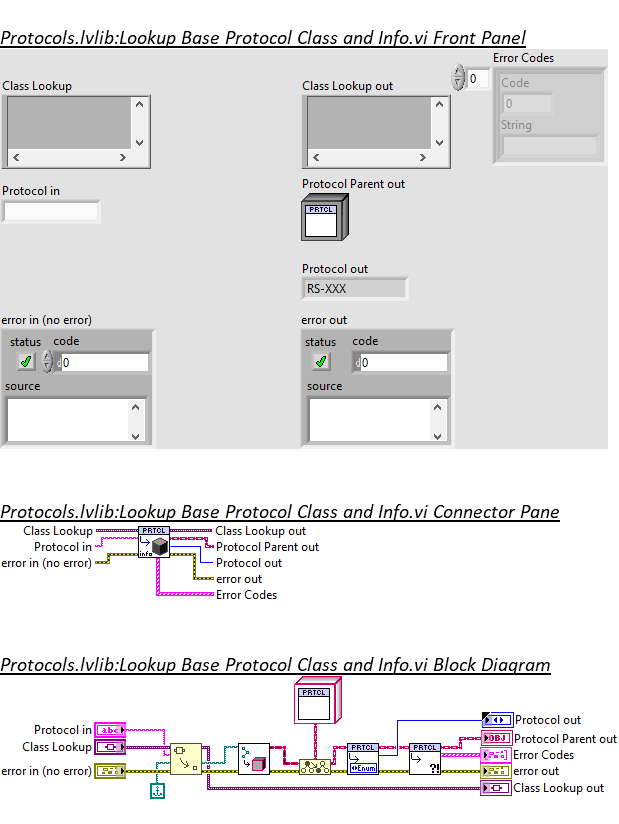 Protocols.lvlib:Lookup Base Protocol Class and Info.vi Front Panel
Error Codes
Class Lookup
Class Lookup out
0
Code
0
String
Protocol in
Protocol Parent out
PRTCL
Protocol out
RS-XXX
error in (no error)
error out
status code
status code
d0
d0
source
source
Protocols.lvlib:Lookup Base Protocol Class and Info.vi Connector Pane
Class Lookup
PRTCL
Class Lookup out
Protocol in
Protocol Parent out
error in (no error)
info
Protocol out
error out
Error Codes
Protocols.lvlib:Lookup Base Protocol Class and Info.vi Block Diagram
PRTCL
Protocol out
Protocol in
abc
OBJ
Protocol Parent out
Class Lookup
PRTCL
PRTCL
Error Codes
error in (no error)
Enum
?!
error out
Class Lookup out